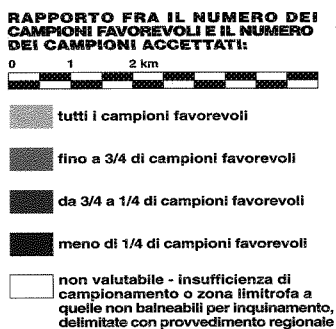 RAPPORTO FRA IL NUMERO DEI
CAMPIONI FAVOREVOLI E IL NUMERO
DEI CAMPIONI ACCETTATI:
0 1 2 km
tutti i campioni favorevoli
fino a 3/4 di campioni favorevoli
da 3/4 a 1/4 di campioni favorevoli
meno di 1/4 di campioni favorevoli
non valutabile - insufficienza di
campionamento o zona limitrofa a
quelle non balneabili per inquinamento,
delimitate con provvedimento regionale